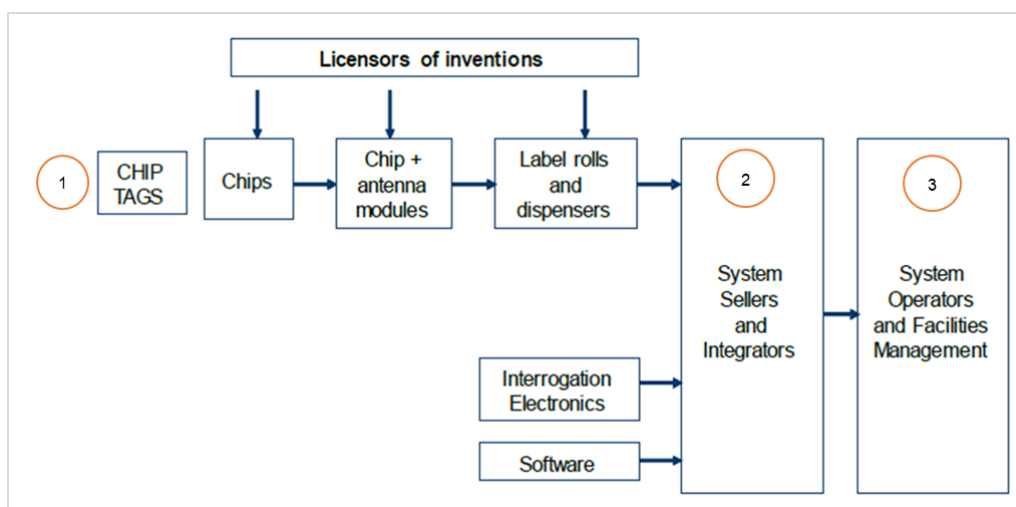 Licensors of inventions
1
CHIP
TAGS
Chips
Chip +
antenna
modules
Label rolls
and
dispensers
2
System
Sellers
and
Integrators
3
System
Operators
and Facilities
Management
Interrogation
Electronics
Software